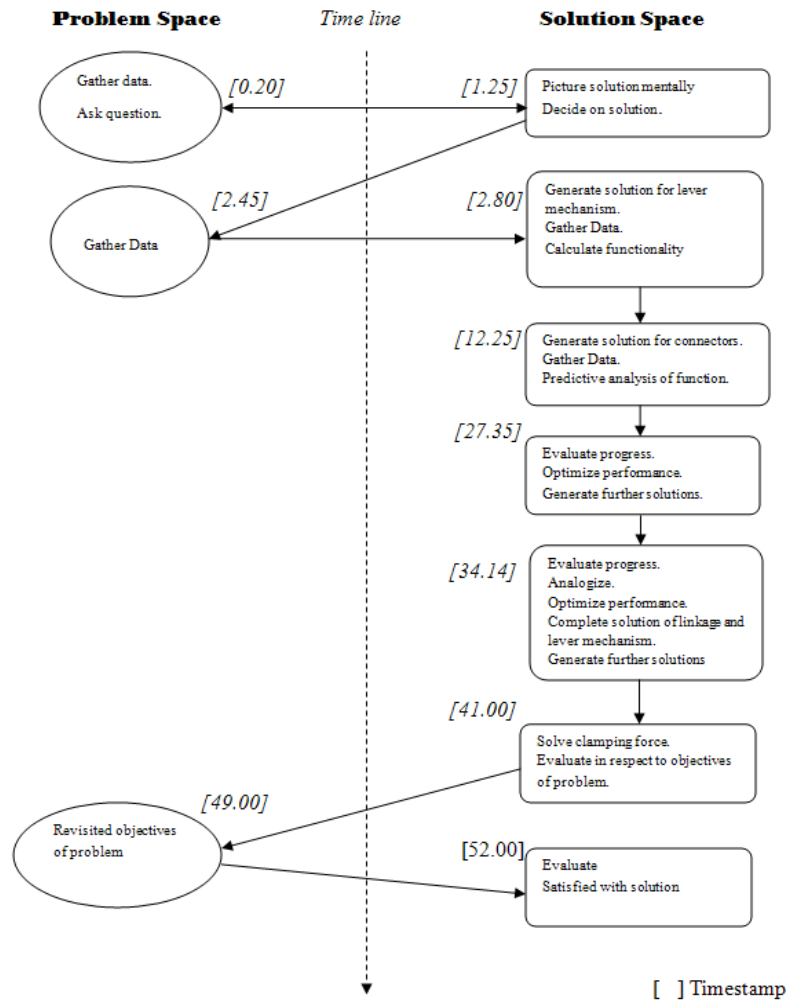 Problem Space Time line Solution Space
Gather data.
Ask question.
[0.20]
[1.25]
Picture solution mentally
Decide on solution.
[2.45]
Gather Data
[2.80]
Generate solution for lever
mechanism.
Gather Data.
Calculate functionality
[12.25]
Generate solution for connectors.
Gather Data.
Predictive analysis of function.
[27.35]
Evaluate progress.
Optimize performance.
Generate further solutions.
[34.14]
Evaluate progress.
Analogize.
Optimize performance.
Complete solution of linkage and
lever mechanism.
Generate further solutions
[41.00]
Solve clamping force.
Evaluate in respect to objectives
of problem.
[49.00]
Revisited objectives
of problem
[52.00]
Evaluate
Satisfied with solution
[ ] Timestamp